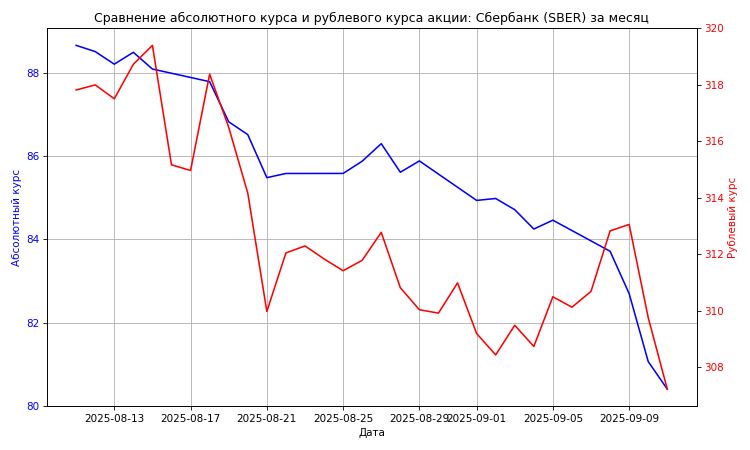 Сравнение абсолютного курса и рублевого курса акции: Сбербанк (SBER) за месяц
Абсолютный курс
88
86
84
82
80
320
318
316
314
312
310
308
Рублевый курс
2025-08-13 2025-08-17 2025-08-21 2025-08-25 2025-08-29 2025-09-01 2025-09-05 2025-09-09
Дата